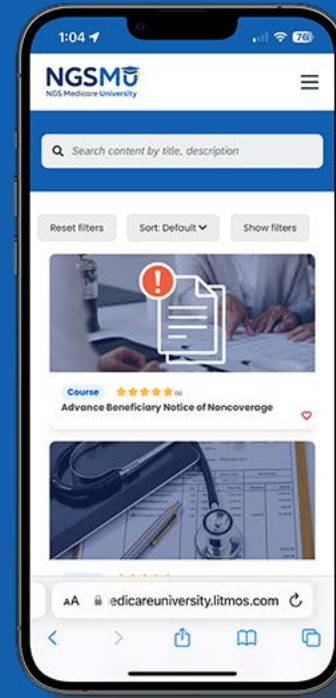 1:04
76
NGSMU
NGS Medicare University
Search content by title, description
Reset filters
Sort: Default
Show filters
!
Course
Advance Beneficiary Notice of Noncoverage
AA edicareuniversity.litmos.com